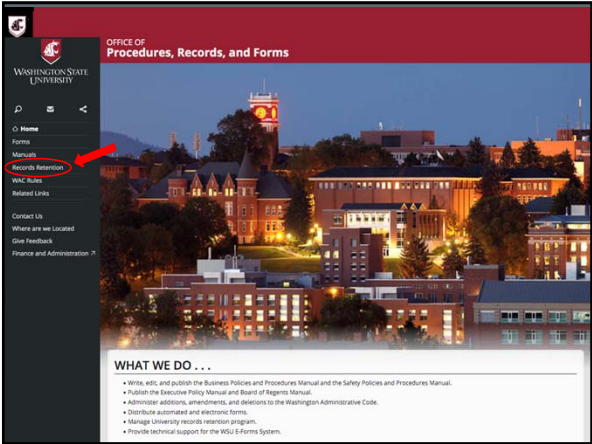 OFFICE OF
Procedures, Records, and Forms
WASHINGTON STATE
UNIVERSITY
Home
Forms
Manuals
Records Retention
WAC Rules
Related Links
Contact Us
Where are we Located
Give Feedback
Finance and Administration
WHAT WE DO . . .
• Write, edit, and publish the Business Policies and Procedures Manual and the Safety Policies and Procedures Manual.
• Publish the Executive Policy Manual and Board of Regents Manual.
• Administer additions, amendments, and deletions to the Washington Administrative Code.
• Distribute automated and electronic forms.
• Manage University records retention program.
• Provide technical support for the WSU E-Forms System.